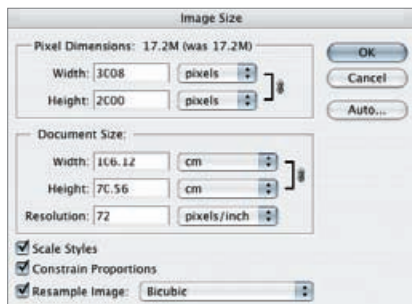 Image Size
Pixel Dimensions: 17.2M (was 17.2M)
Width: 3008 pixels
Height: 2000 pixels
OK
Cancel
Auto...
Document Size:
Width: 106.12 cm
Height: 70.56 cm
Resolution: 72 pixels/inch
Scale Styles
Constrain Proportions
Resample Image: Bicubic